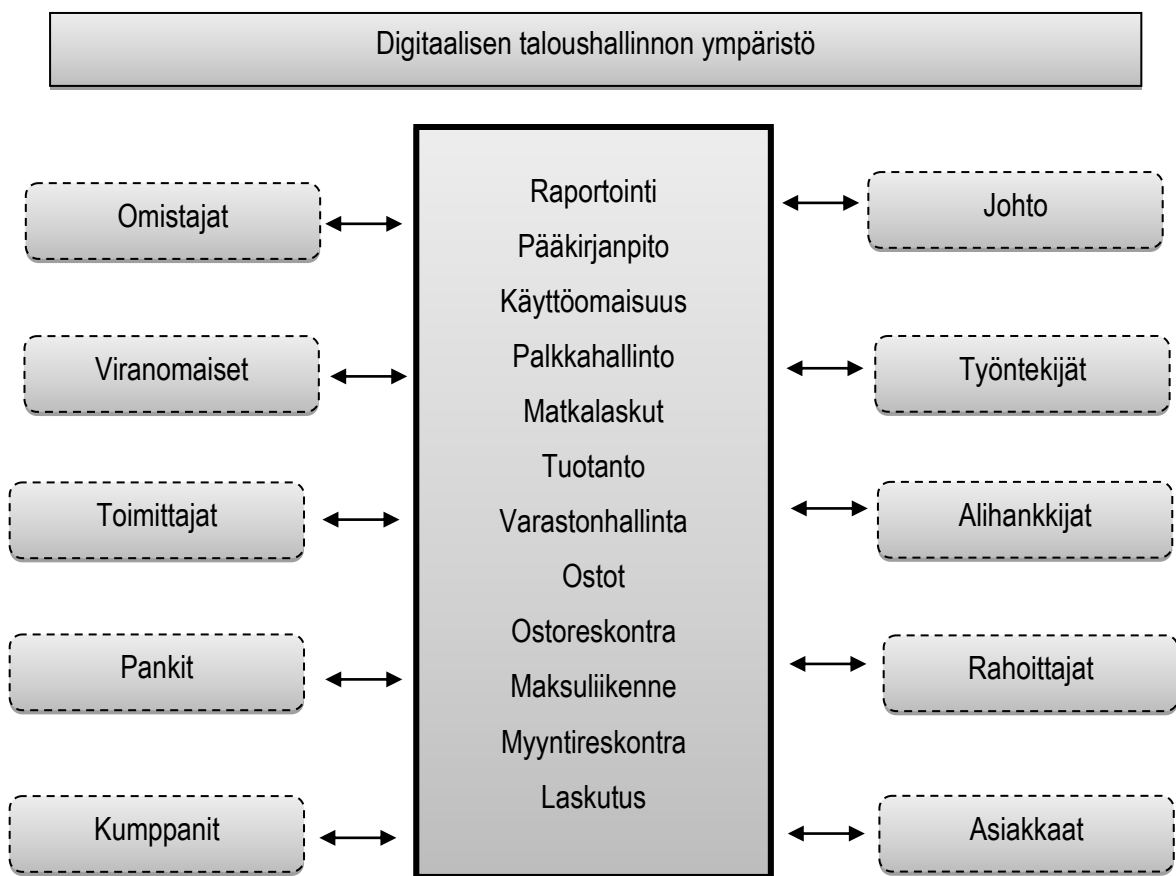 Digitaalisen taloushallinnon ympäristö
Omistajat
Viranomaiset
Toimittajat
Pankit
Kumppanit
Raportointi
Pääkirjanpito
Käyttöomaisuus
Palkkahallinto
Matkalaskut
Tuotanto
Varastonhallinta
Ostot
Ostoreskontra
Maksuliikenne
Myyntireskontra
Laskutus
Johto
Työntekijät
Alihankkijat
Rahoittajat
Asiakkaat